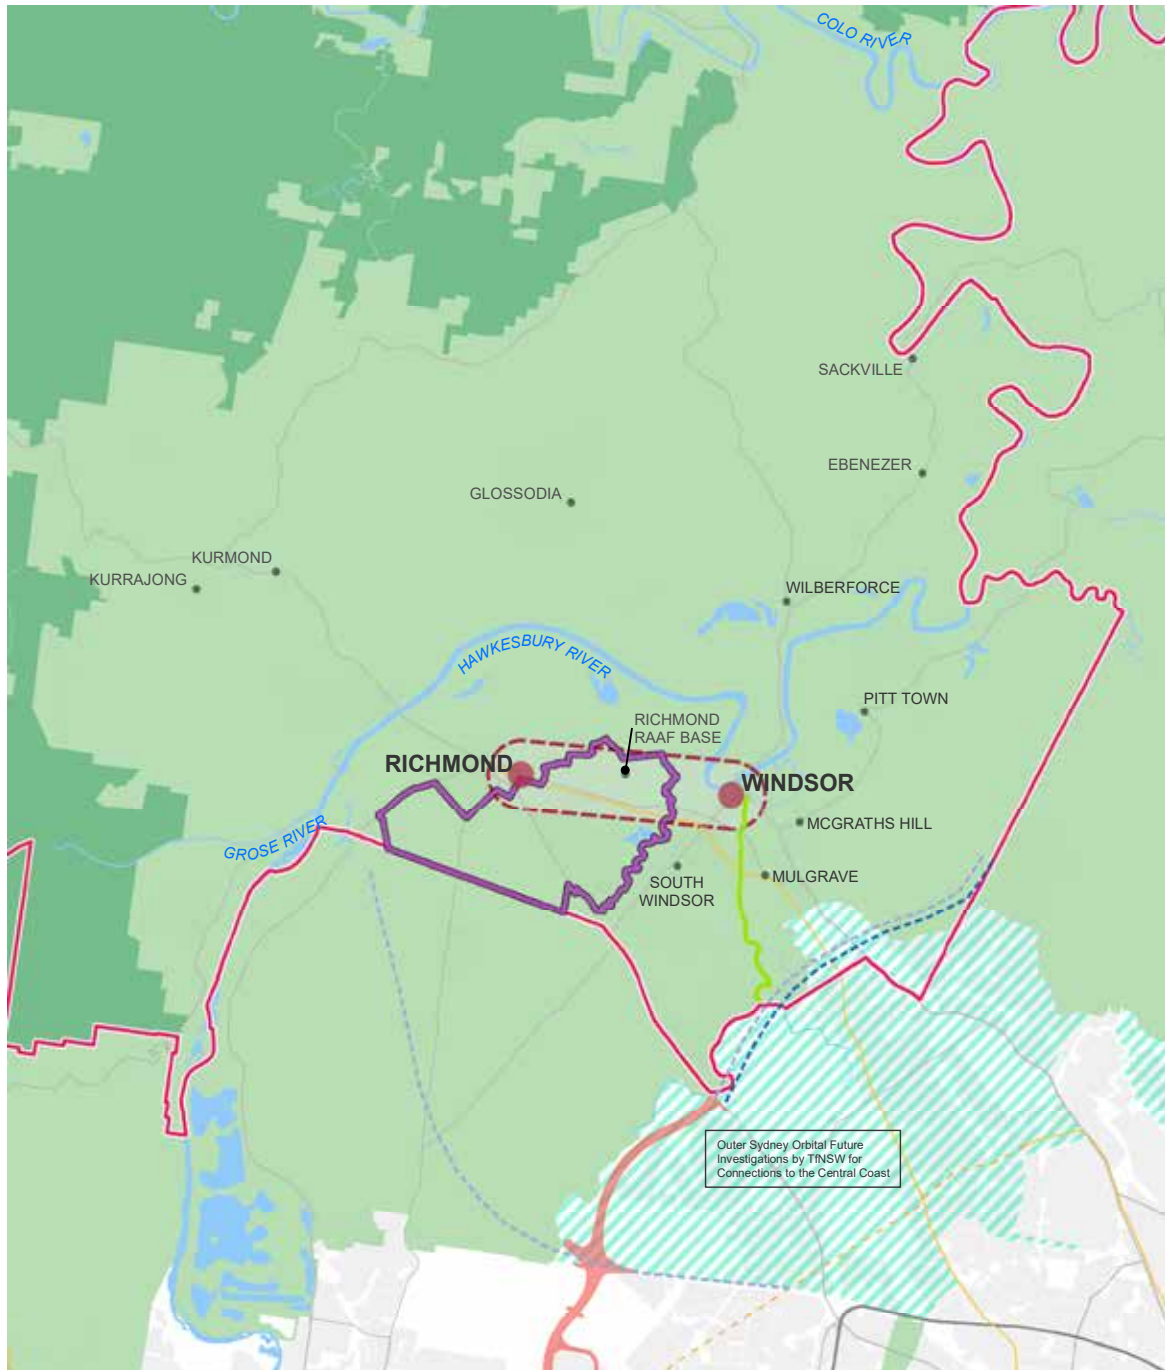 COLO RIVER
SACKVILLE
EBENEZER
GLOSSODIA
KURMOND
KURRAJONG
WILBERFORCE
HAWKESBURY RIVER
PITT TOWN
RICHMOND
RAAF BASE
RICHMOND
WINDSOR
GROSE RIVER
MCGRATHS HILL
SOUTH
WINDSOR
MULGRAVE
Outer Sydney Orbital Future
Investigations by TfNSW for
Connections to the Central Coast